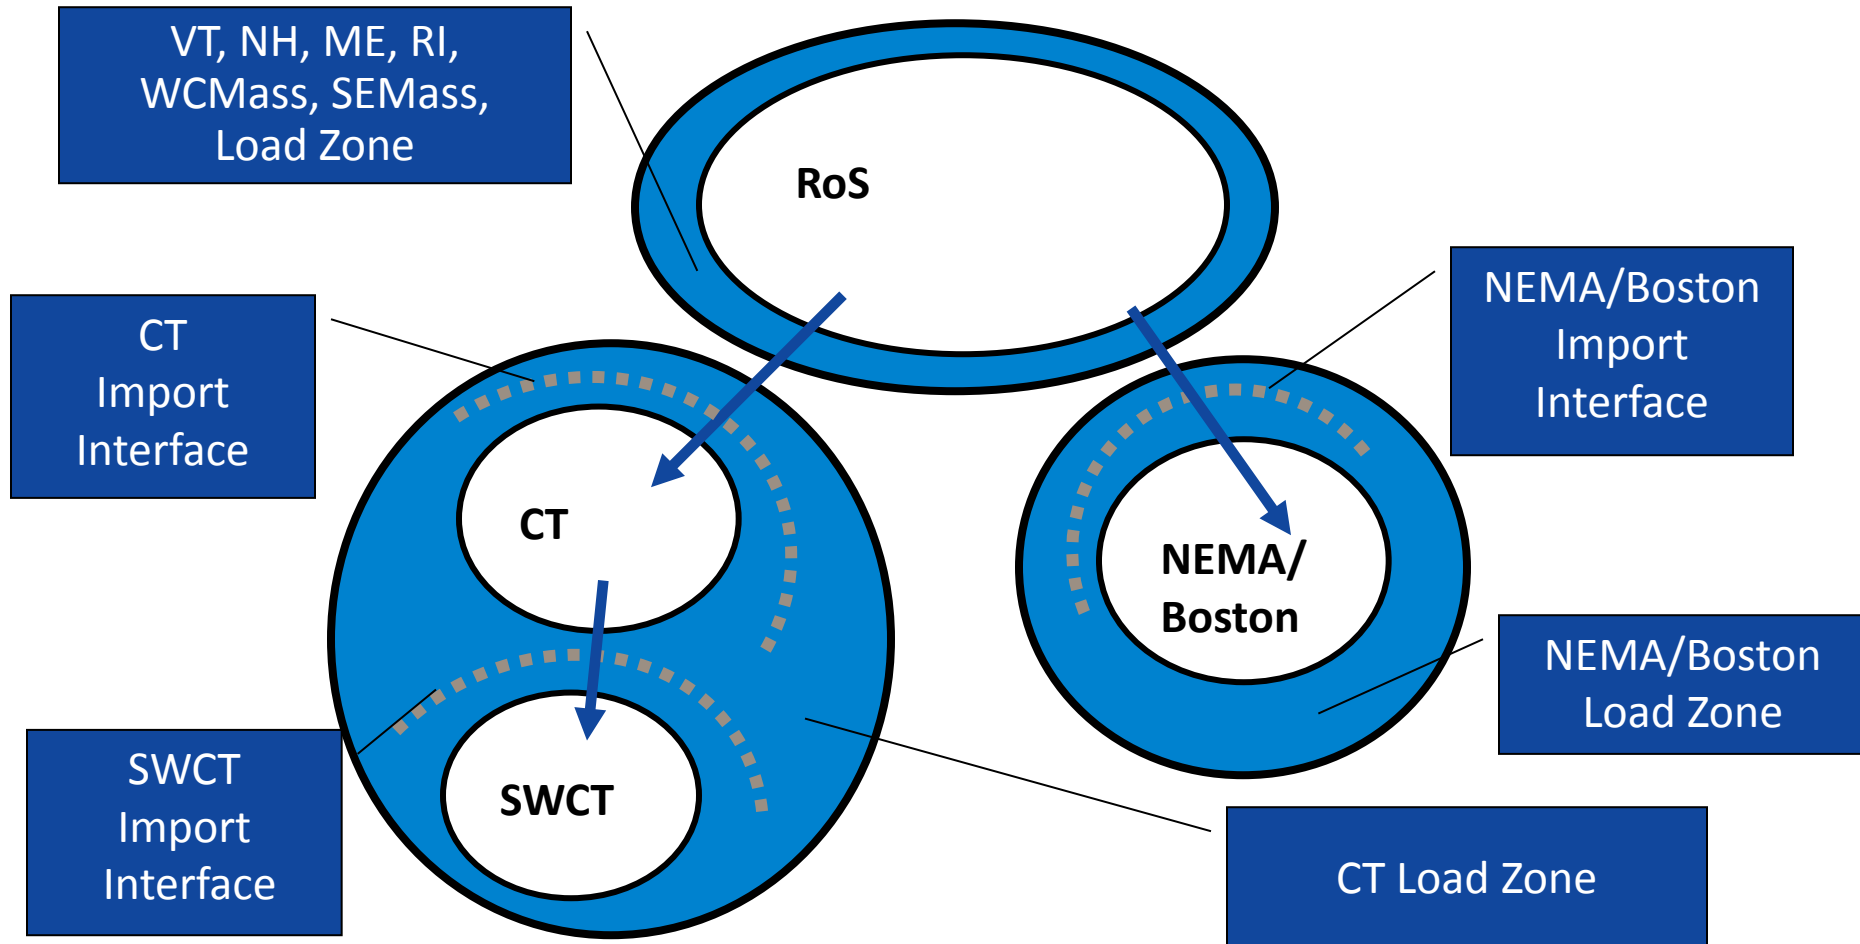 VT, NH, ME, RI,
WCMass, SEMass,
Load Zone
RoS
CT
Import
Interface
NEMA/Boston
Import
Interface
CT
NEMA/
Boston
NEMA/Boston
Load Zone
SWCT
Import
Interface
SWCT
CT Load Zone